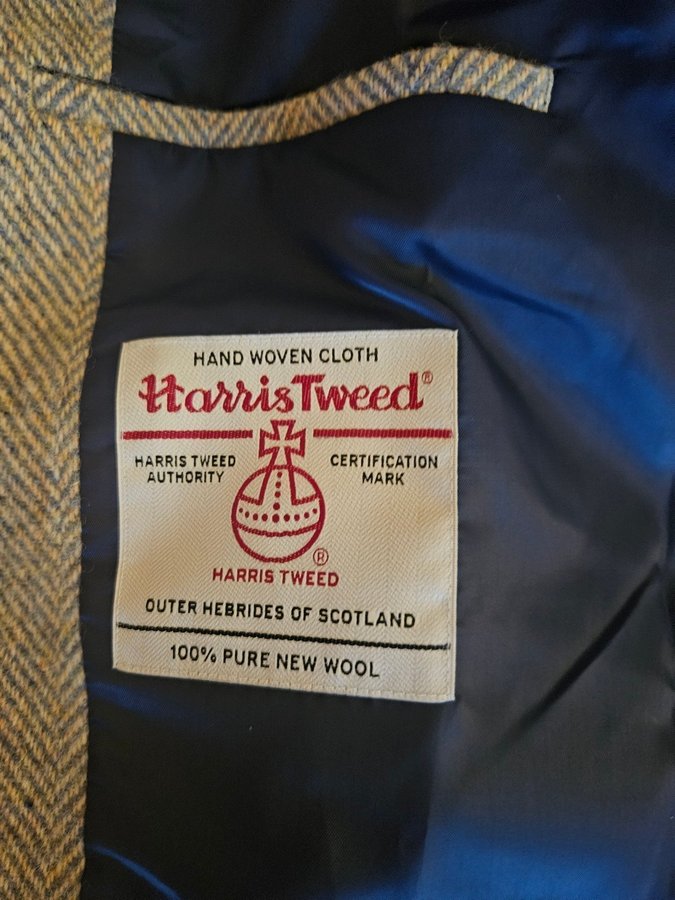 HAND WOVEN CLOTH
Harris Tweed®
HARRIS TWEED AUTHORITY
CERTIFICATION MARK
®
HARRIS TWEED
OUTER HEBRIDES OF SCOTLAND
100% PURE NEW WOOL